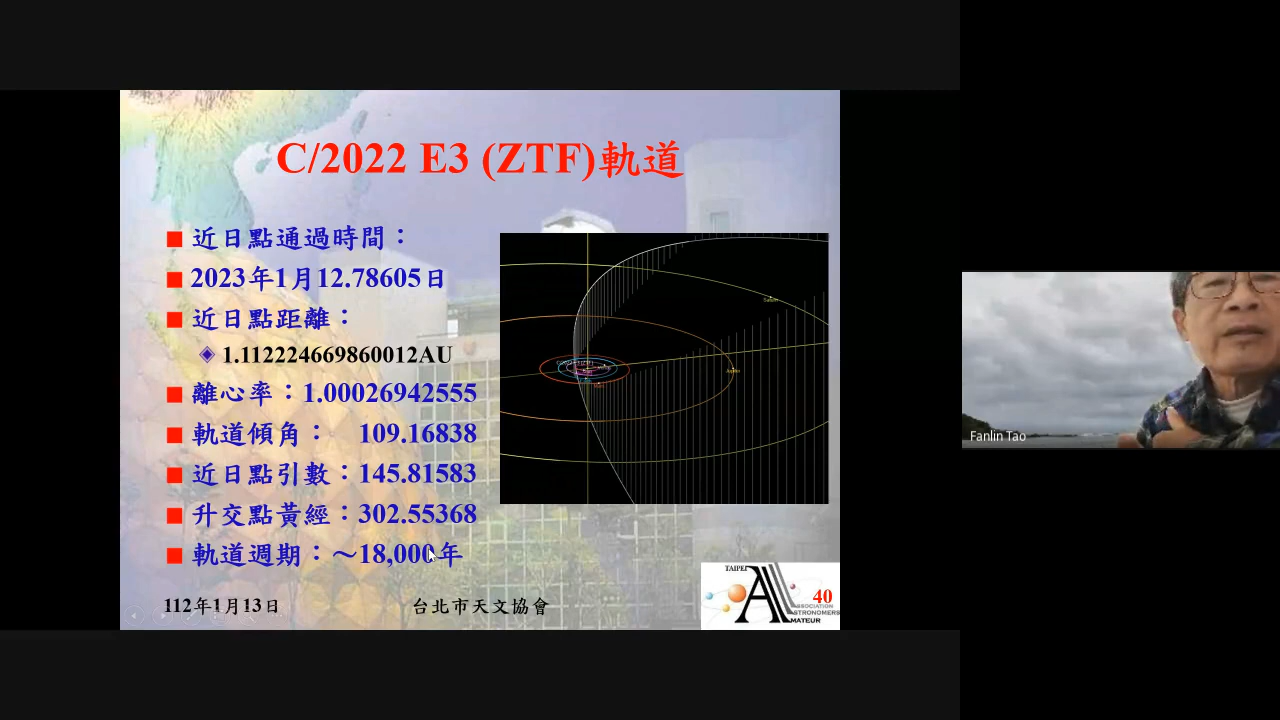 C/2022 E3 (ZTF)軌道
近日點通過時間：
2023年1月12.78605日
近日點距離：
1.112224669860012AU
離心率：1.00026942555
軌道傾角： 109.16838
近日點引數：145.81583
升交點黃經：302.55368
軌道週期：～18,000年
Saturn
Jupiter
Fanlin Tao
112年1月13日
台北市天文協會
TAIPEI
40
ASSOCIATION
ASTRONOMERS
AMATEUR